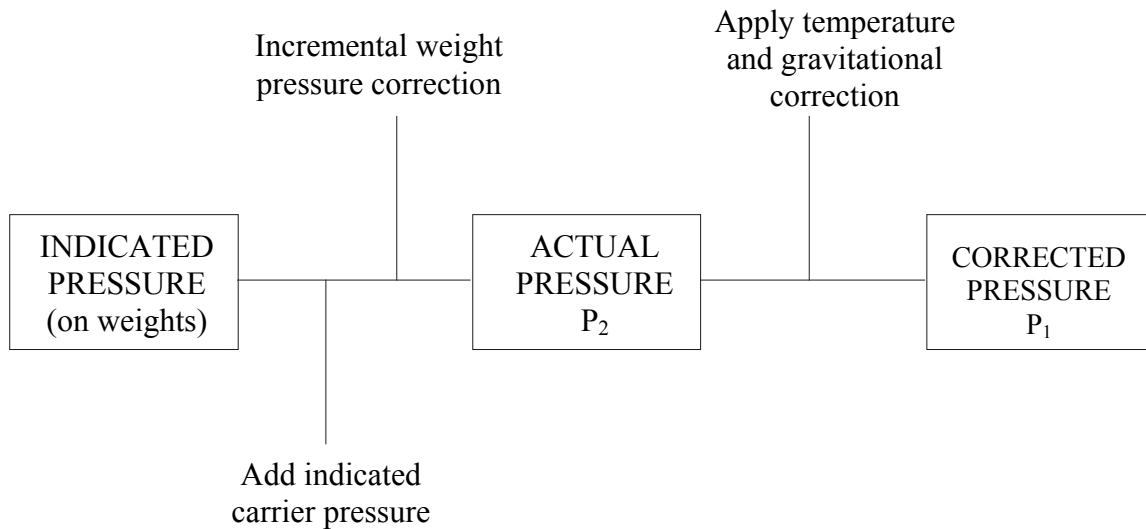 Incremental weight
pressure correction
Apply temperature
and gravitational
correction
INDICATED
PRESSURE
(on weights)
ACTUAL
PRESSURE
P₂
CORRECTED
PRESSURE
P₁
Add indicated
carrier pressure